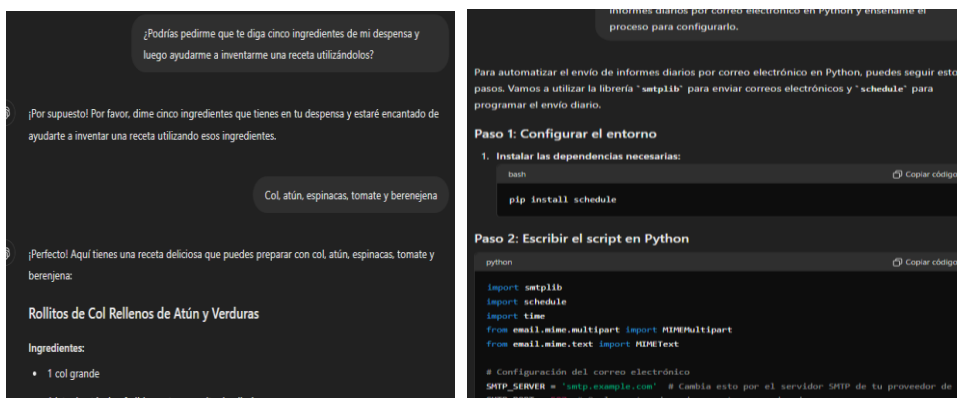 ¿Podrías pedirme que te diga cinco ingredientes de mi despensa y
luego ayudarme a inventarme una receta utilizándolos?
¡Por supuesto! Por favor, dime cinco ingredientes que tienes en tu despensa y estaré encantado de
ayudarte a inventar una receta utilizando esos ingredientes.
Col, atún, espinacas, tomate y berenejena
¡Perfecto! Aquí tienes una receta deliciosa que puedes preparar con col, atún, espinacas, tomate y
berenjena:
Rollitos de Col Rellenos de Atún y Verduras
Ingredientes:
• 1 col grande
informes diarios por correo electrónico en Python y enséñame el
proceso para configurarlo.
Para automatizar el envío de informes diarios por correo electrónico en Python, puedes seguir esto
pasos. Vamos a utilizar la librería `smtplib` para enviar correos electrónicos y `schedule` para
programar el envío diario.
Paso 1: Configurar el entorno
1. Instalar las dependencias necesarias:
bash Copiar código
pip install schedule
Paso 2: Escribir el script en Python
python Copiar código
import smtplib
import schedule
import time
from email.mime.multipart import MIMEMultipart
from email.mime.text import MIMEText
# Configuración del correo electrónico
SMTP_SERVER = 'smtp.example.com' # Cambia esto por el servidor SMTP de tu proveedor de